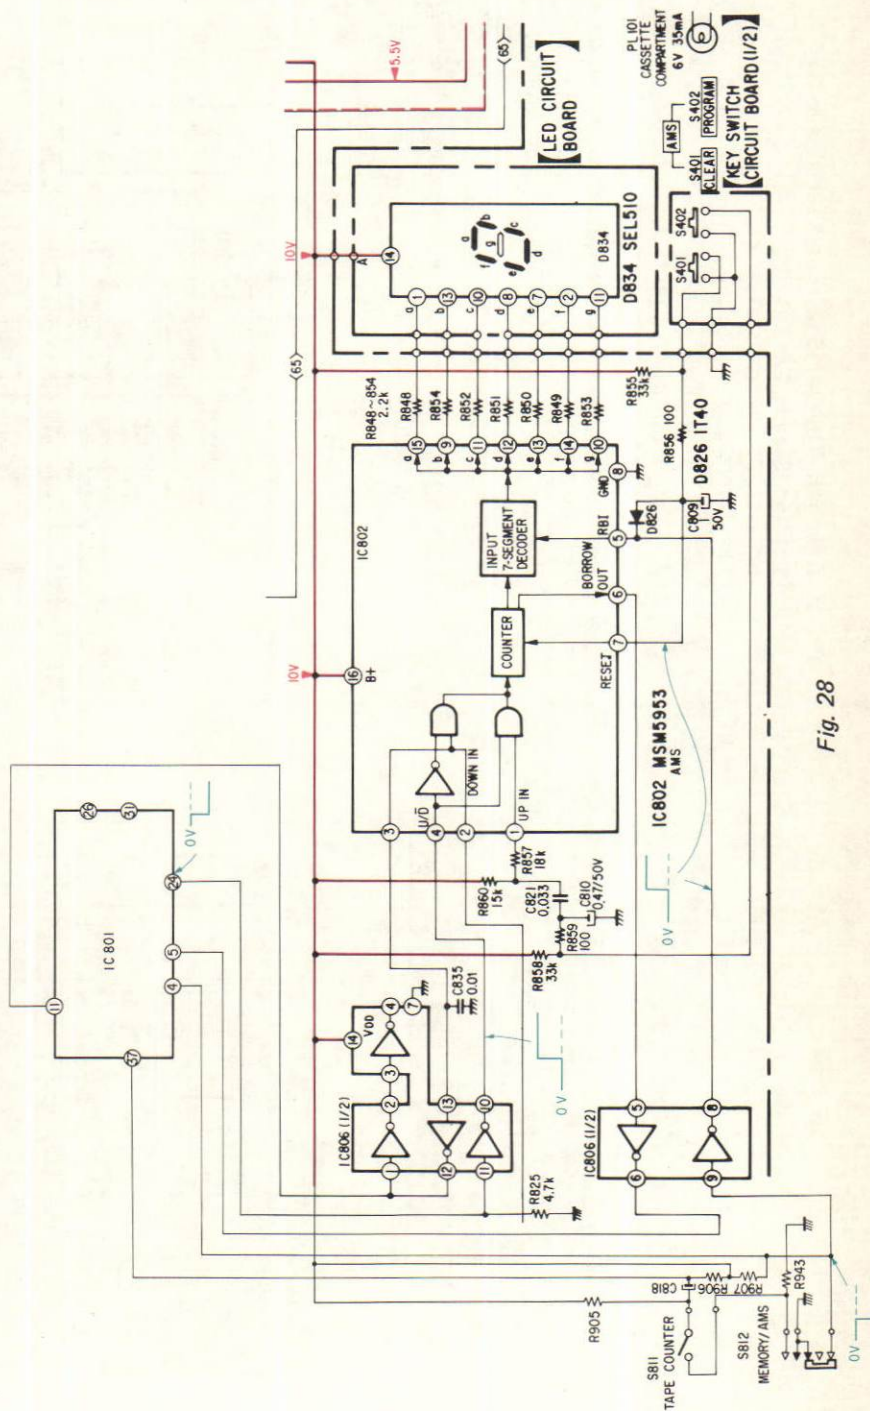 5.5V
⟨65⟩
⟨65⟩
LED CIRCUIT
BOARD
PL101
CASSETTE
COMPARTMENT
6V 35mA
AMS
S401
CLEAR
S402
PROGRAM
KEY SWITCH
CIRCUIT BOARD (1/2)
10V
A
14
a
b
c
d
e
f
g
D834
D834 SEL510
a 1
b 13
c 10
d 8
e 7
f 2
g 11
S401
S402
R848~854
2.2k
R848
R854
R852
R851
R850
R849
R853
R855
33k
R856 100
D826 1T40
IC802
15 a
9 b
11 c
12 d
13 e
14 f
10 g
8
GND
INPUT
7-SEGMENT
DECODER
COUNTER
RBI
5
BORROW
OUT
6
RESET
7
D826
C809
1
50V
10V
16
B+
3
U/D̅
4
DOWN IN
2
UP IN
1
IC802 MSM5953
AMS
R857
18k
R860
15k
C821
0.033
C810
0.47/50V
R859
100
R858
33k
0V
IC801
11
26
31
24
5
4
37
0V
IC806 (1/2)
14
VDD
4
7
3
2
1
13
12
10
11
C835
0.01
0V
R825
4.7k
IC806 (1/2)
5
6
8
9
R905
C818
R906
R907
R943
S811
TAPE COUNTER
S812
MEMORY/AMS
0V
Fig. 28